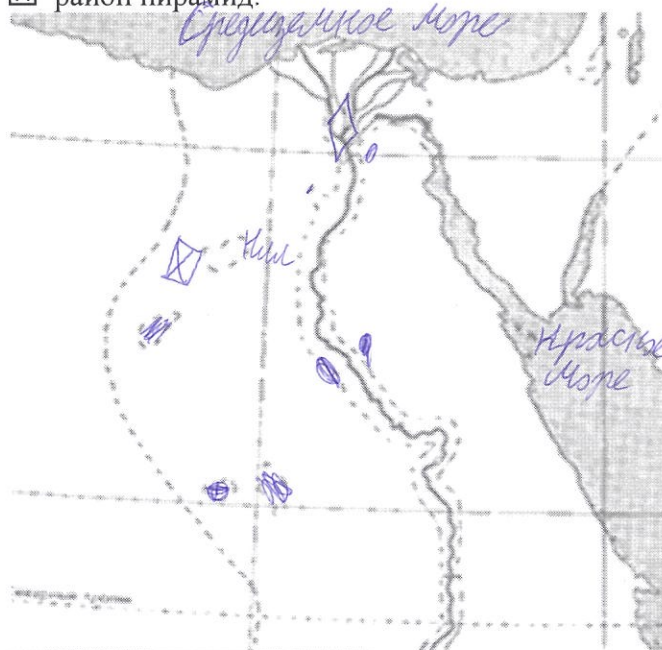 район пирамид.
Средиземное море
Нил
Красное
Море